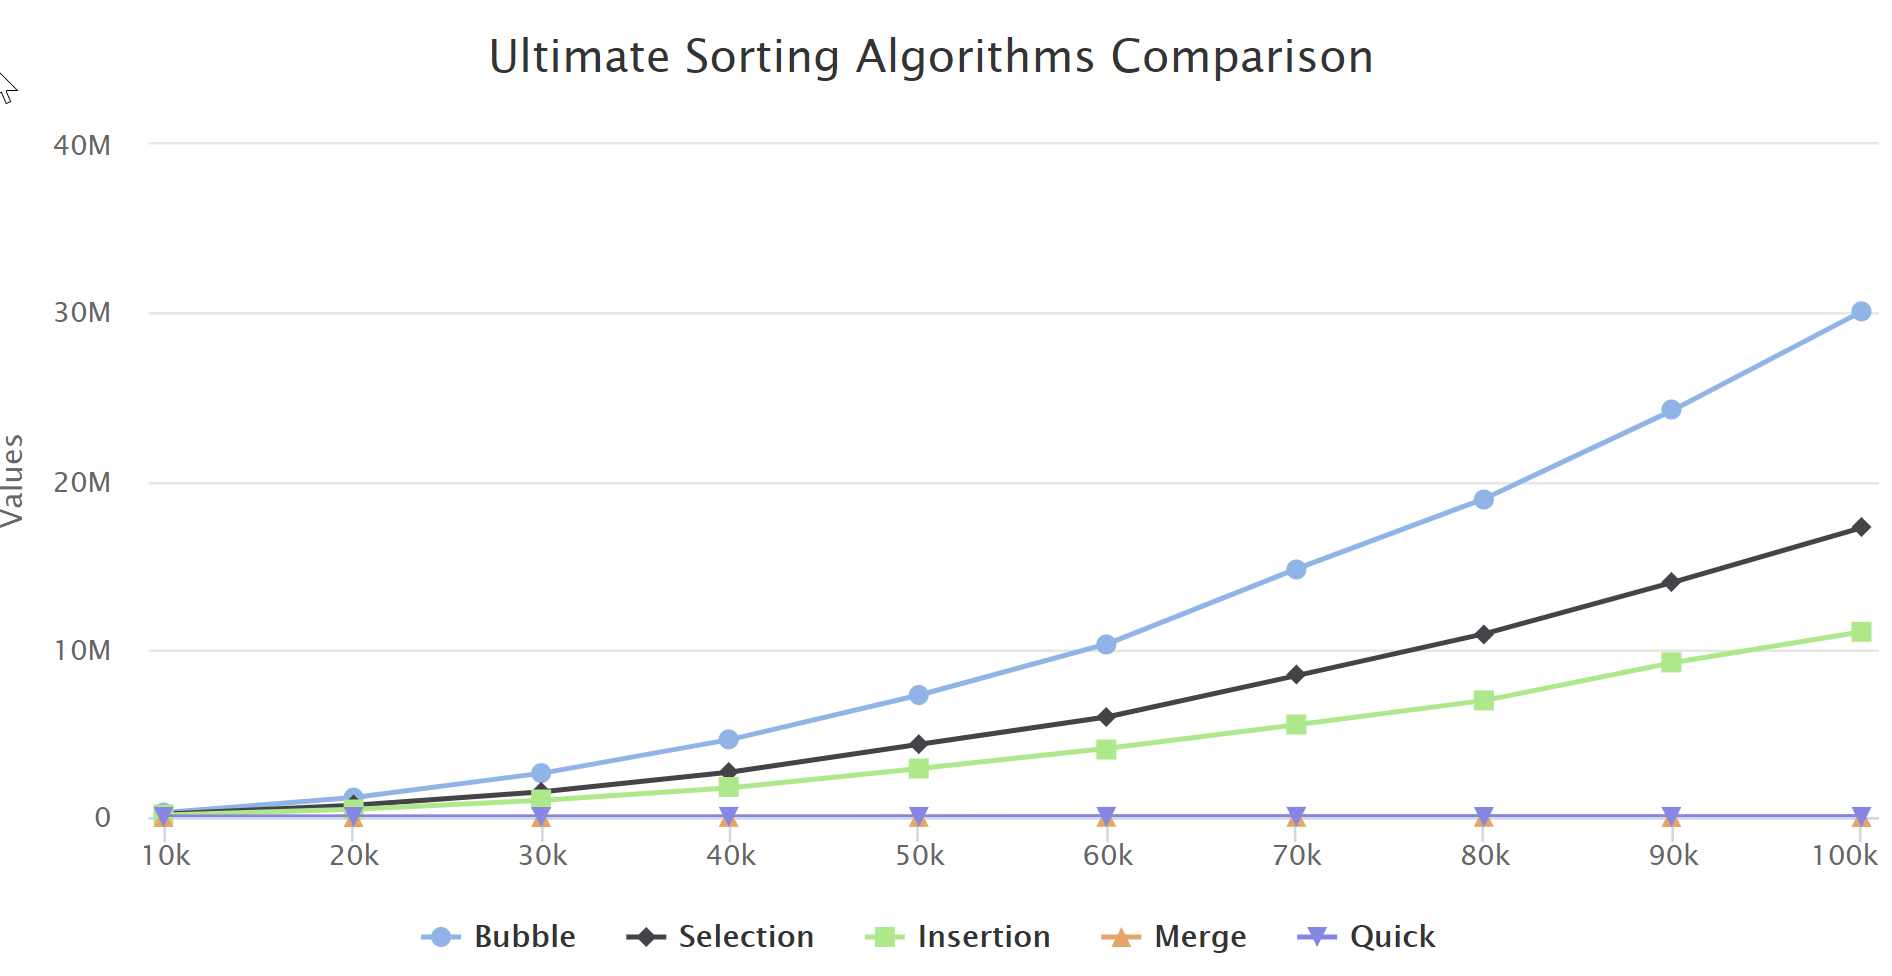 Ultimate Sorting Algorithms Comparison
40M
30M
20M
10M
0
Values
10k 20k 30k 40k 50k 60k 70k 80k 90k 100k
Bubble Selection Insertion Merge Quick